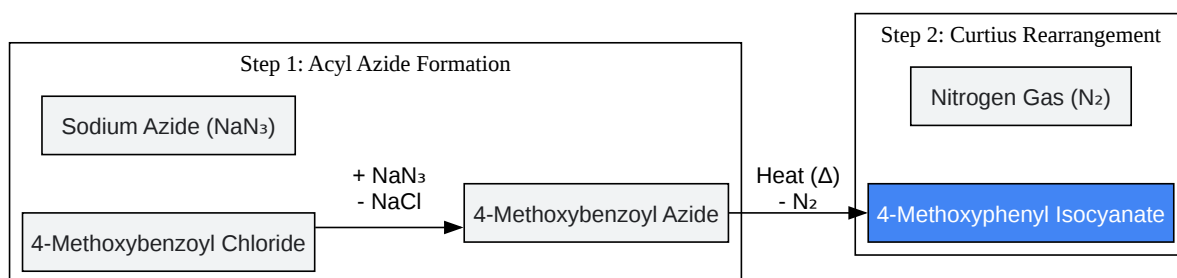 Step 1: Acyl Azide Formation
Sodium Azide (NaN₃)
4-Methoxybenzoyl Chloride
+ NaN₃
- NaCl
4-Methoxybenzoyl Azide
Heat (Δ)
- N₂
Step 2: Curtius Rearrangement
Nitrogen Gas (N₂)
4-Methoxyphenyl Isocyanate